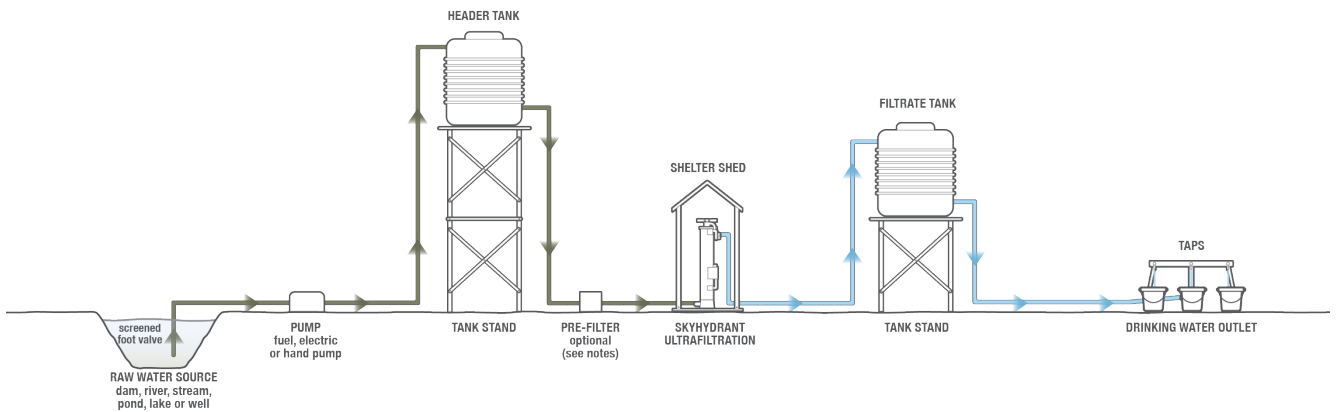 HEADER TANK
FILTRATE TANK
SHELTER SHED
TAPS
screened
foot valve
RAW WATER SOURCE
dam, river, stream,
pond, lake or well
PUMP
fuel, electric
or hand pump
TANK STAND
PRE-FILTER
optional
(see notes)
SKYHYDRANT
ULTRAFILTRATION
TANK STAND
DRINKING WATER OUTLET